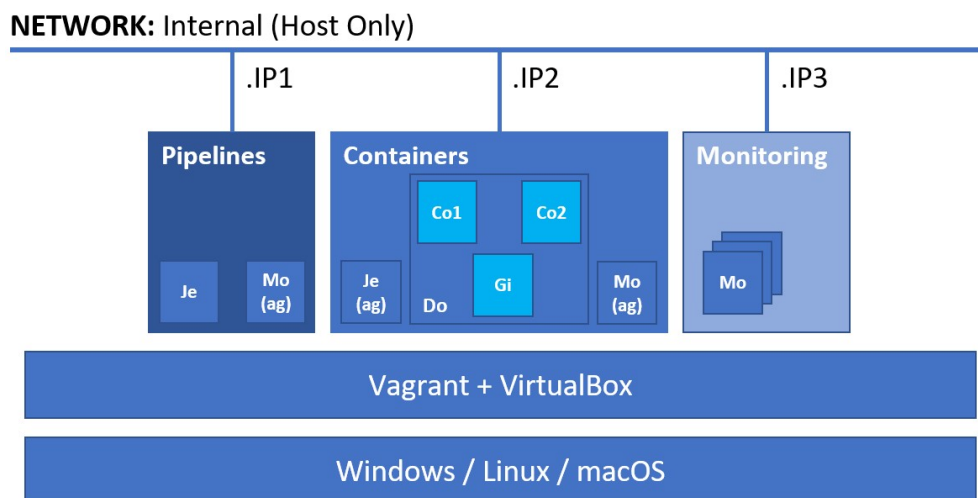 NETWORK: Internal (Host Only)
.IP1
.IP2
.IP3
Pipelines
Je
Mo
(ag)
Containers
Co1
Co2
Je
(ag)
Do
Gi
Mo
(ag)
Monitoring
Mo
Vagrant + VirtualBox
Windows / Linux / macOS